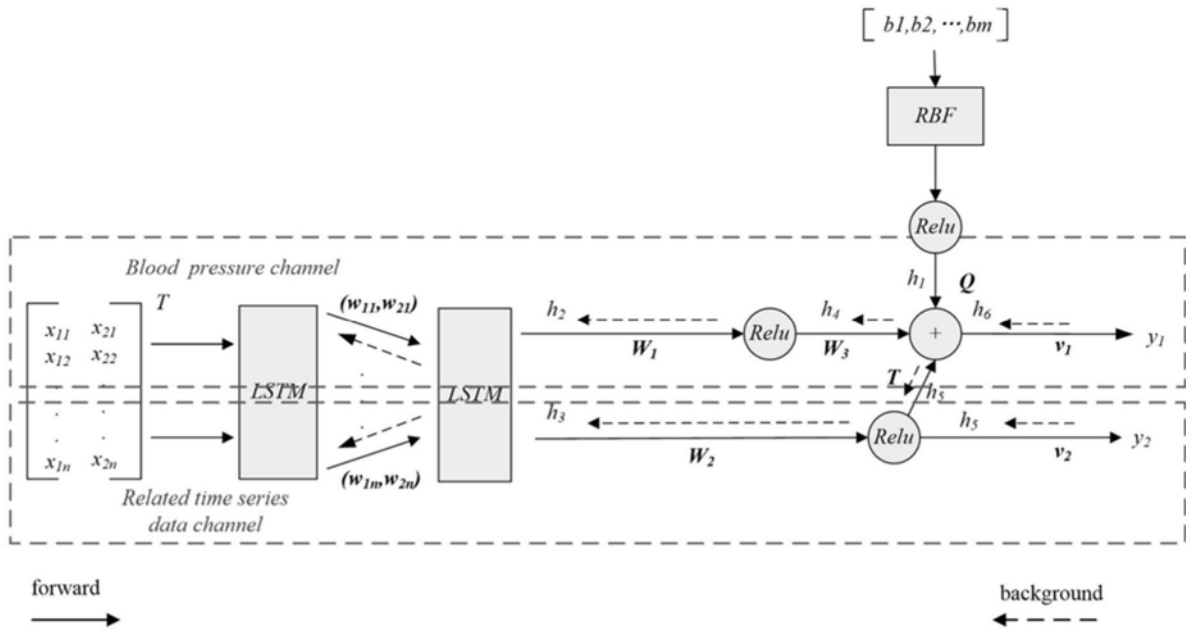 [ b1,b2,⋯,bm ]
RBF
Relu
Blood pressure channel
h₁
Q
T
(w₁₁,w₂₁)
x₁₁ x₂₁
x₁₂ x₂₂
. .
. .
. .
x₁ₙ x₂ₙ
LSTM
LSTM
h₂
W₁
Relu
h₄
W₃
+
h₆
v₁
y₁
T
h₅
h₃
W₂
Relu
h₅
v₂
y₂
(w₁ₙ,w₂ₙ)
Related time series
data channel
forward
background